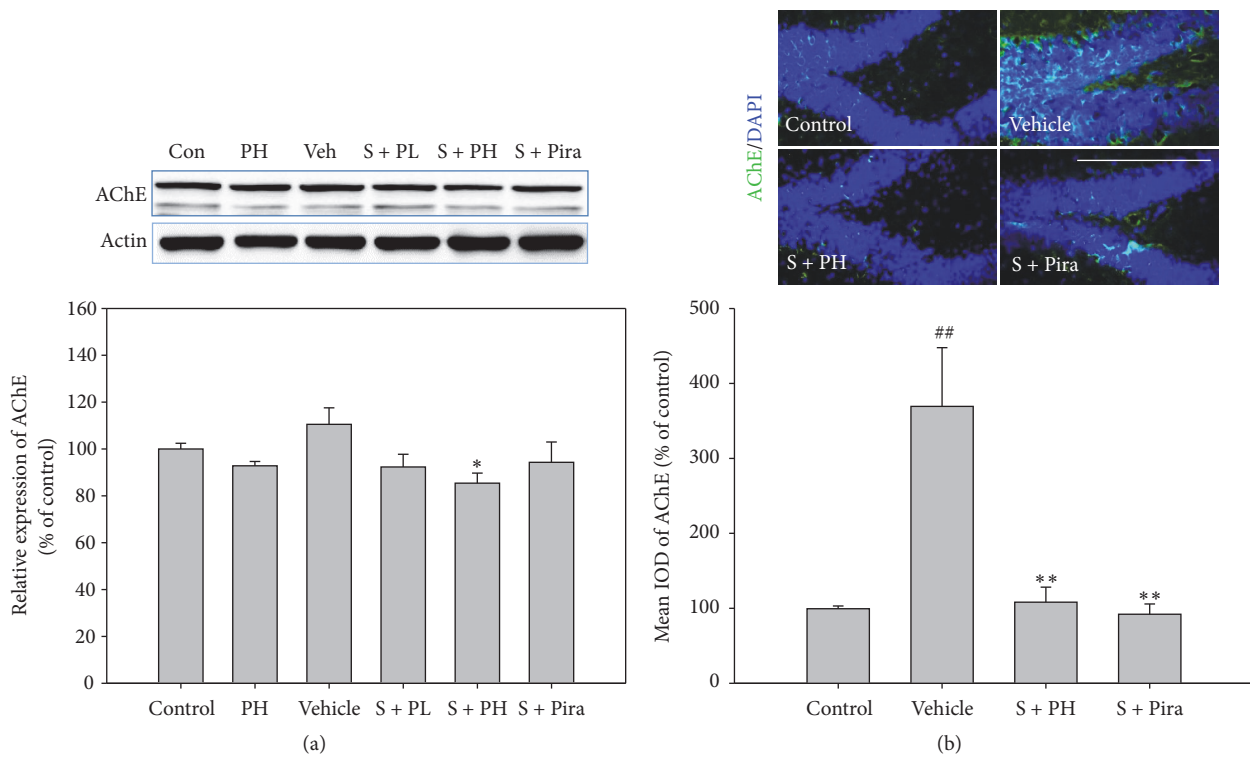 Con PH Veh S + PL S + PH S + Pira
AChE
Actin
Relative expression of AChE
(% of control)
160
140
120
100
80
60
40
20
0
*
Control PH Vehicle S + PL S + PH S + Pira
(a)
AChE/DAPI
Control
Vehicle
S + PH
S + Pira
Mean IOD of AChE (% of control)
500
400
300
200
100
0
##
**
**
Control Vehicle S + PH S + Pira
(b)